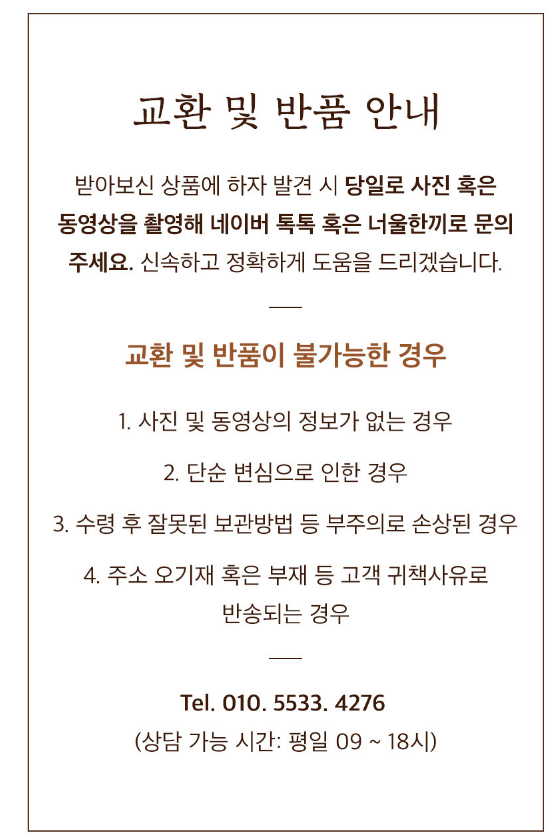 교환 및 반품 안내
받아보신 상품에 하자 발견 시 당일로 사진 혹은
동영상을 촬영해 네이버 톡톡 혹은 너울한끼로 문의
주세요. 신속하고 정확하게 도움을 드리겠습니다.
교환 및 반품이 불가능한 경우
1. 사진 및 동영상의 정보가 없는 경우
2. 단순 변심으로 인한 경우
3. 수령 후 잘못된 보관방법 등 부주의로 손상된 경우
4. 주소 오기재 혹은 부재 등 고객 귀책사유로
반송되는 경우
Tel. 010. 5533. 4276
(상담 가능 시간: 평일 09 ~ 18시)